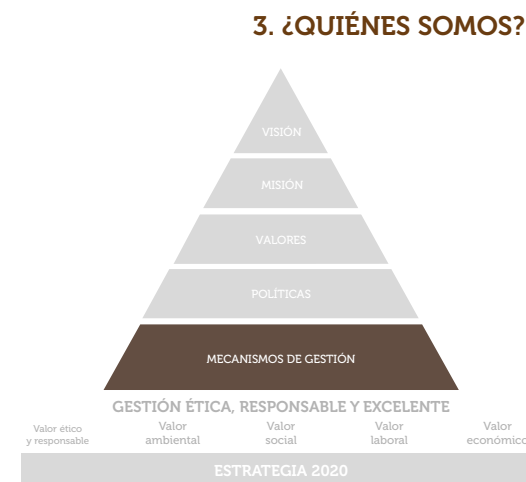 3. ¿QUIÉNES SOMOS?
VISIÓN
MISIÓN
VALORES
POLÍTICAS
MECANISMOS DE GESTIÓN
GESTIÓN ÉTICA, RESPONSABLE Y EXCELENTE
Valor ético
y responsable
Valor
ambiental
Valor
social
Valor
laboral
Valor
económico
ESTRATEGIA 2020